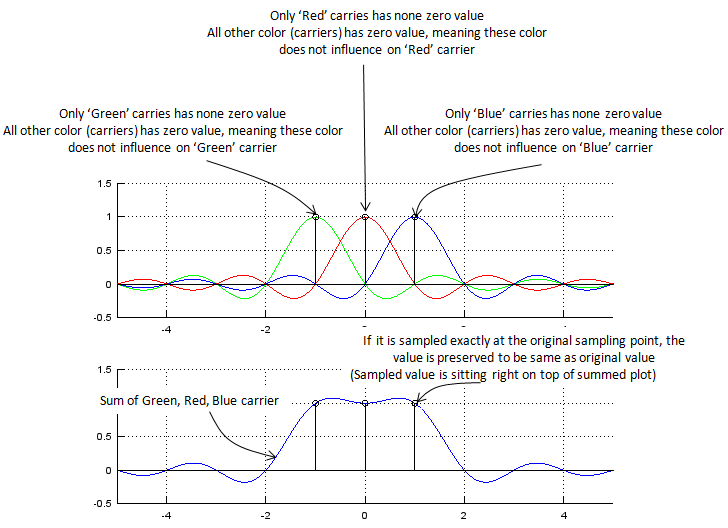 Only ‘Red’ carries has none zero value
All other color (carriers) has zero value, meaning these color
does not influence on ‘Red’ carrier
Only ‘Green’ carries has none zero value
All other color (carriers) has zero value, meaning these color
does not influence on ‘Green’ carrier
Only ‘Blue’ carries has none zero value
All other color (carriers) has zero value, meaning these color
does not influence on ‘Blue’ carrier
1.5
1
0.5
0
-0.5
-4
-2
0
2
4
If it is sampled exactly at the original sampling point, the
value is preserved to be same as original value
(Sampled value is sitting right on top of summed plot)
Sum of Green, Red, Blue carrier
1.5
0.5
0
-0.5
-4
-2
0
2
4